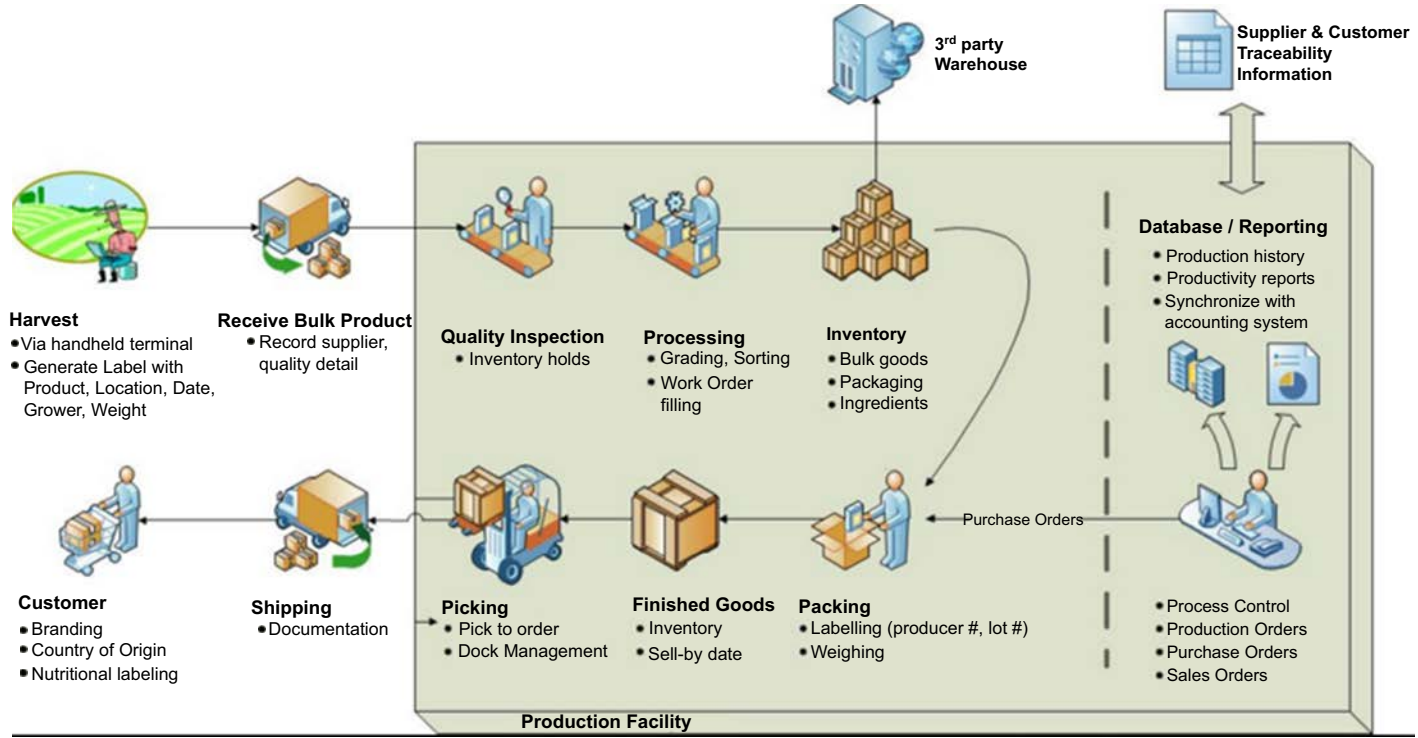 3rd party
Warehouse
Supplier & Customer
Traceability
Information
Harvest
• Via handheld terminal
• Generate Label with
Product, Location, Date,
Grower, Weight
Receive Bulk Product
• Record supplier,
quality detail
Quality Inspection
• Inventory holds
Processing
• Grading, Sorting
• Work Order
filling
Inventory
• Bulk goods
• Packaging
• Ingredients
Database / Reporting
• Production history
• Productivity reports
• Synchronize with
accounting system
Customer
• Branding
• Country of Origin
• Nutritional labeling
Shipping
• Documentation
Picking
• Pick to order
• Dock Management
Finished Goods
• Inventory
• Sell-by date
Packing
• Labelling (producer #, lot #)
• Weighing
Purchase Orders
• Process Control
• Production Orders
• Purchase Orders
• Sales Orders
Production Facility